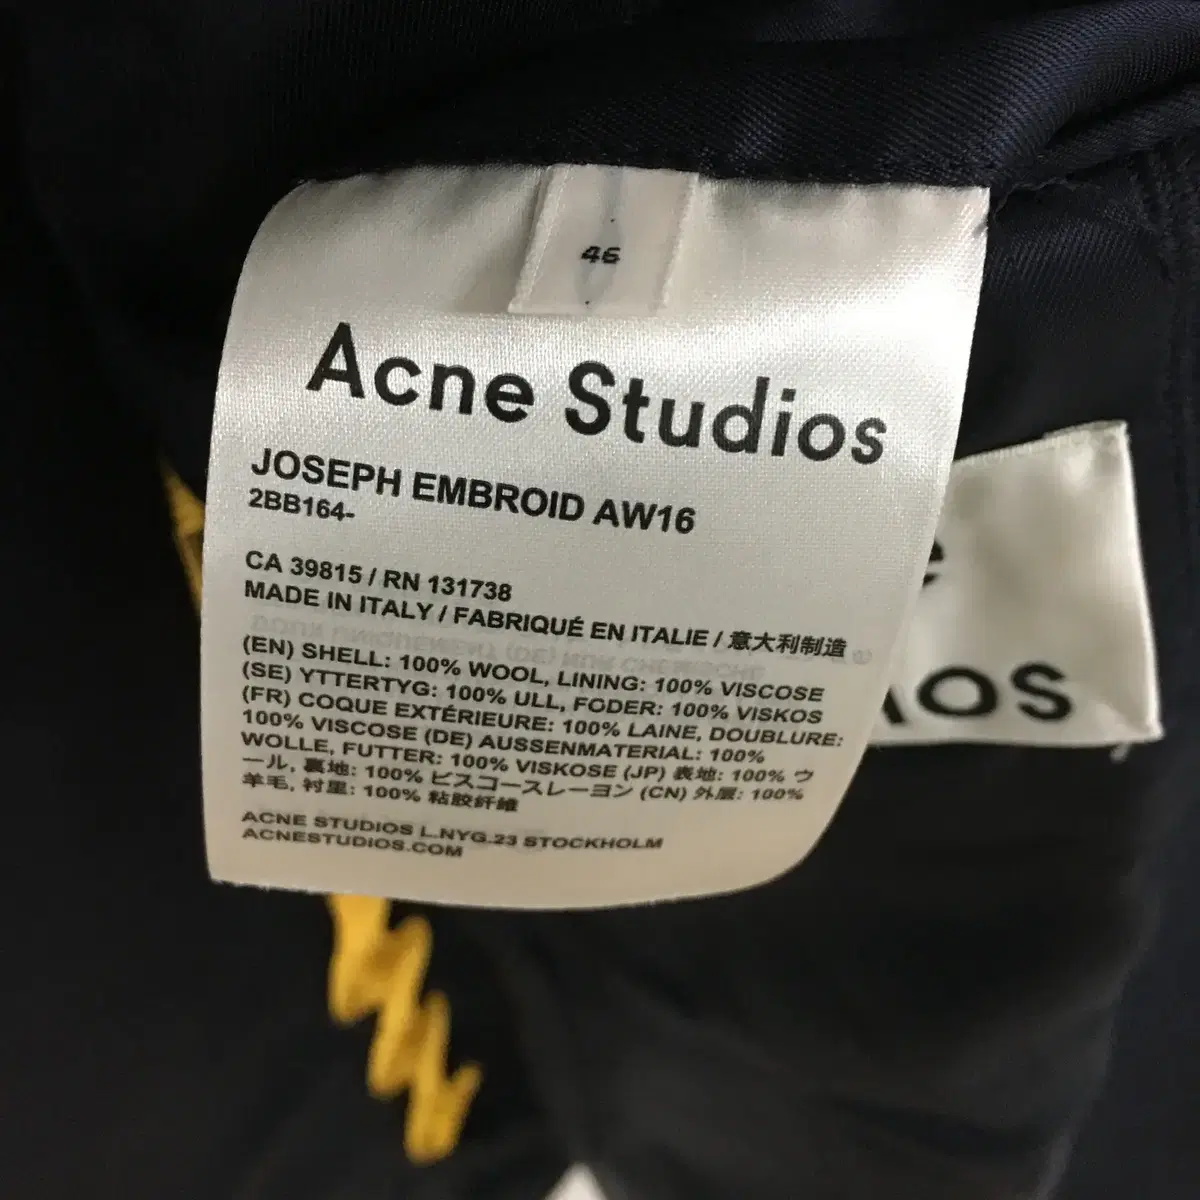 46
Acne Studios
JOSEPH EMBROID AW16
2BB164-
CA 39815 / RN 131738
MADE IN ITALY / FABRIQUÉ EN ITALIE / 意大利制造
(EN) SHELL: 100% WOOL, LINING: 100% VISCOSE
(SE) YTTERTYG: 100% ULL, FODER: 100% VISKOS
(FR) COQUE EXTÉRIEURE: 100% LAINE, DOUBLURE:
100% VISCOSE (DE) AUSSENMATERIAL: 100%
WOLLE, FUTTER: 100% VISKOSE (JP) 表地: 100% ウ
ール, 裏地: 100% ビスコースレーヨン (CN) 外层: 100%
羊毛, 衬里: 100% 粘胶纤维
ACNE STUDIOS L.NYG.23 STOCKHOLM
ACNESTUDIOS.COM